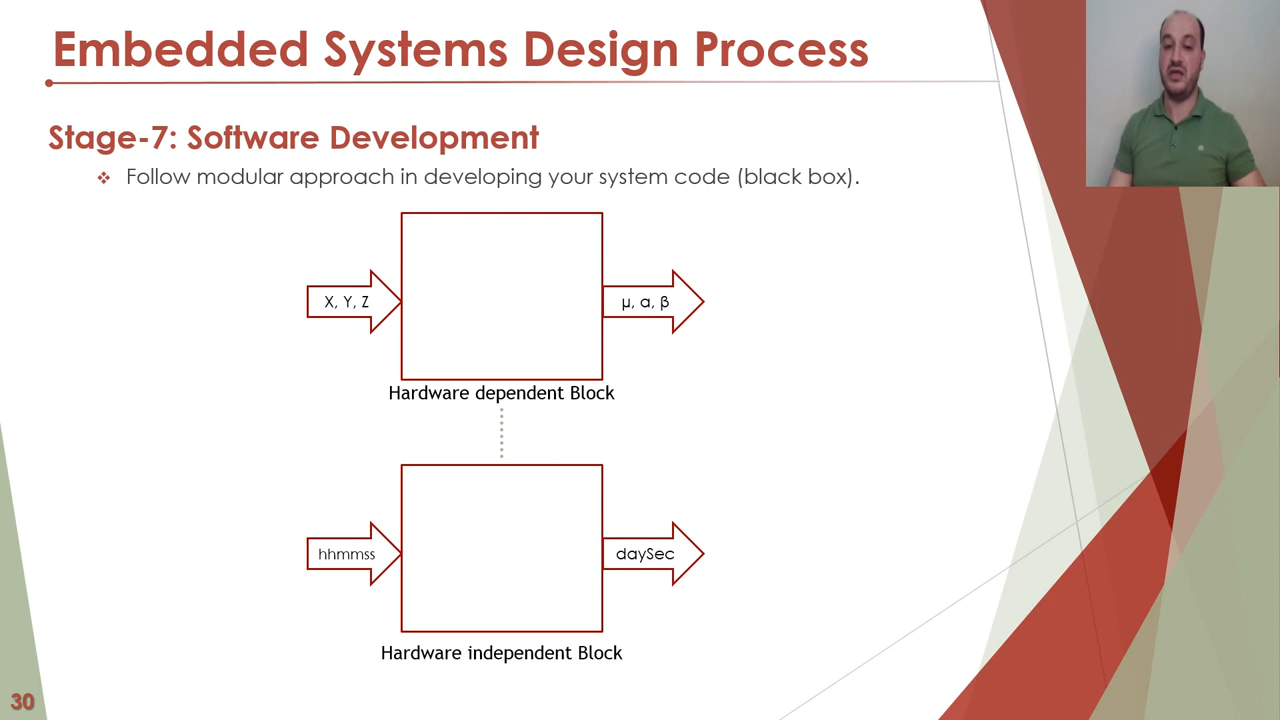 Embedded Systems Design Process
Stage-7: Software Development
Follow modular approach in developing your system code (black box).
X, Y, Z
μ, α, β
Hardware dependent Block
hhmmss
daySec
Hardware independent Block
30